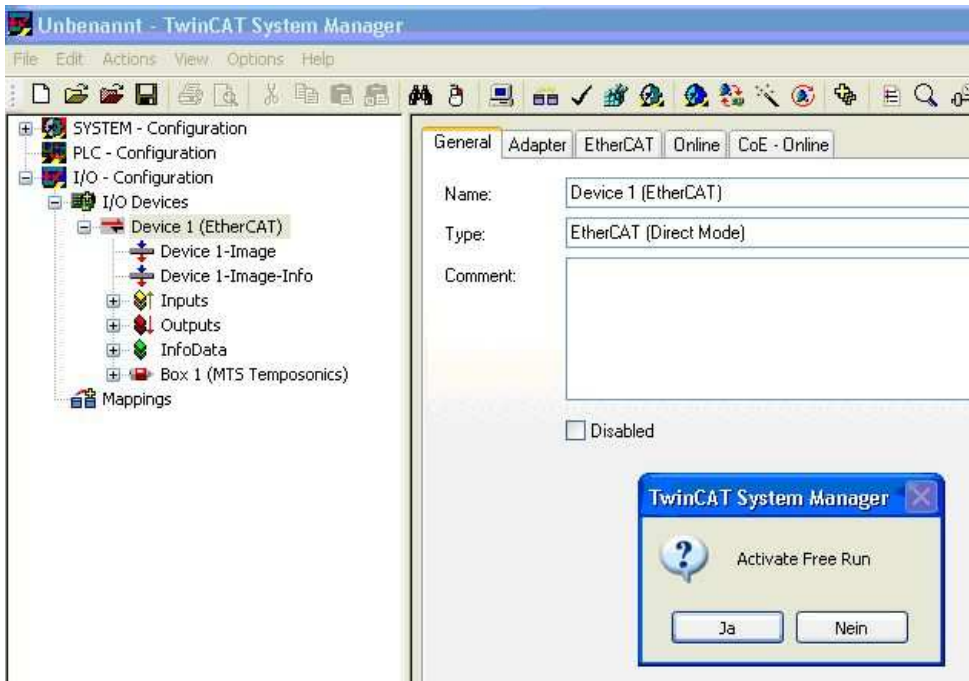 Unbenannt - TwinCAT System Manager
File Edit Actions View Options Help
SYSTEM - Configuration
PLC - Configuration
I/O - Configuration
I/O Devices
Device 1 (EtherCAT)
Device 1-Image
Device 1-Image-Info
Inputs
Outputs
InfoData
Box 1 (MTS Temposonics)
Mappings
General Adapter EtherCAT Online CoE - Online
Name: Device 1 (EtherCAT)
Type: EtherCAT (Direct Mode)
Comment:
Disabled
TwinCAT System Manager
Activate Free Run
Ja Nein